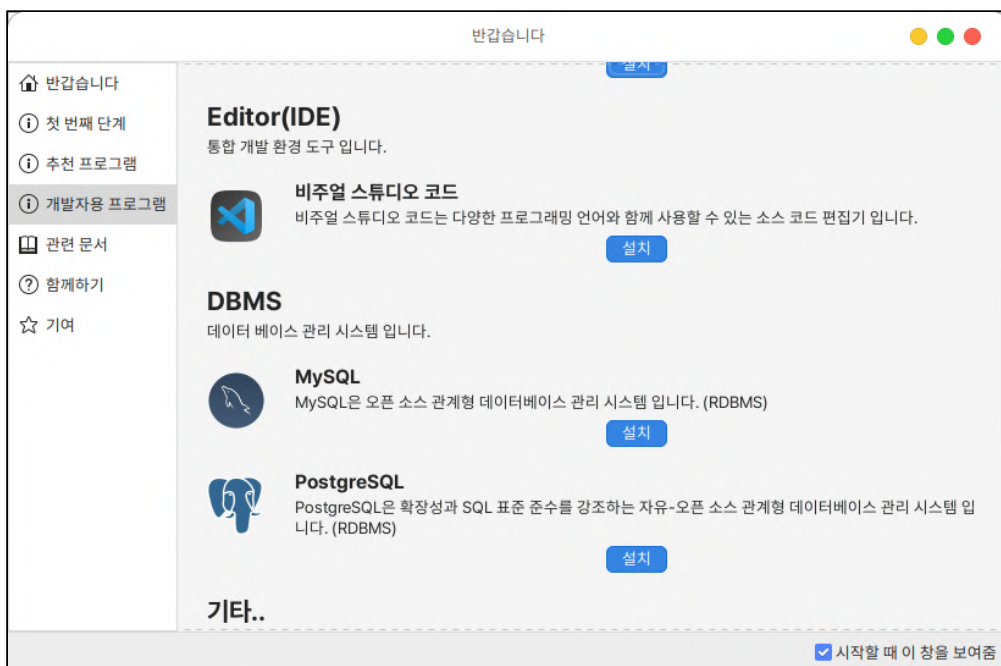 반갑습니다
반갑습니다
첫 번째 단계
추천 프로그램
개발자용 프로그램
관련 문서
함께하기
기여
설치
Editor(IDE)
통합 개발 환경 도구 입니다.
비주얼 스튜디오 코드
비주얼 스튜디오 코드는 다양한 프로그래밍 언어와 함께 사용할 수 있는 소스 코드 편집기 입니다.
설치
DBMS
데이터 베이스 관리 시스템 입니다.
MySQL
MySQL은 오픈 소스 관계형 데이터베이스 관리 시스템 입니다. (RDBMS)
설치
PostgreSQL
PostgreSQL은 확장성과 SQL 표준 준수를 강조하는 자유-오픈 소스 관계형 데이터베이스 관리 시스템 입
니다. (RDBMS)
설치
기타..
시작할 때 이 창을 보여줌